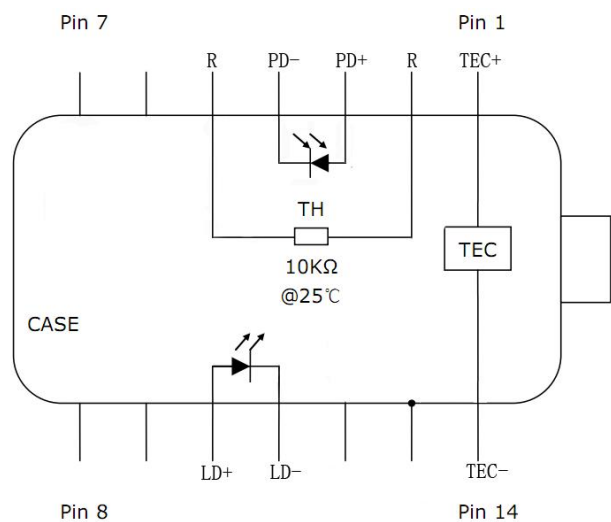 Pin 7 Pin 1
R PD- PD+ R TEC+
TH
TEC
10KΩ
@25℃
CASE
LD+ LD- TEC-
Pin 8 Pin 14